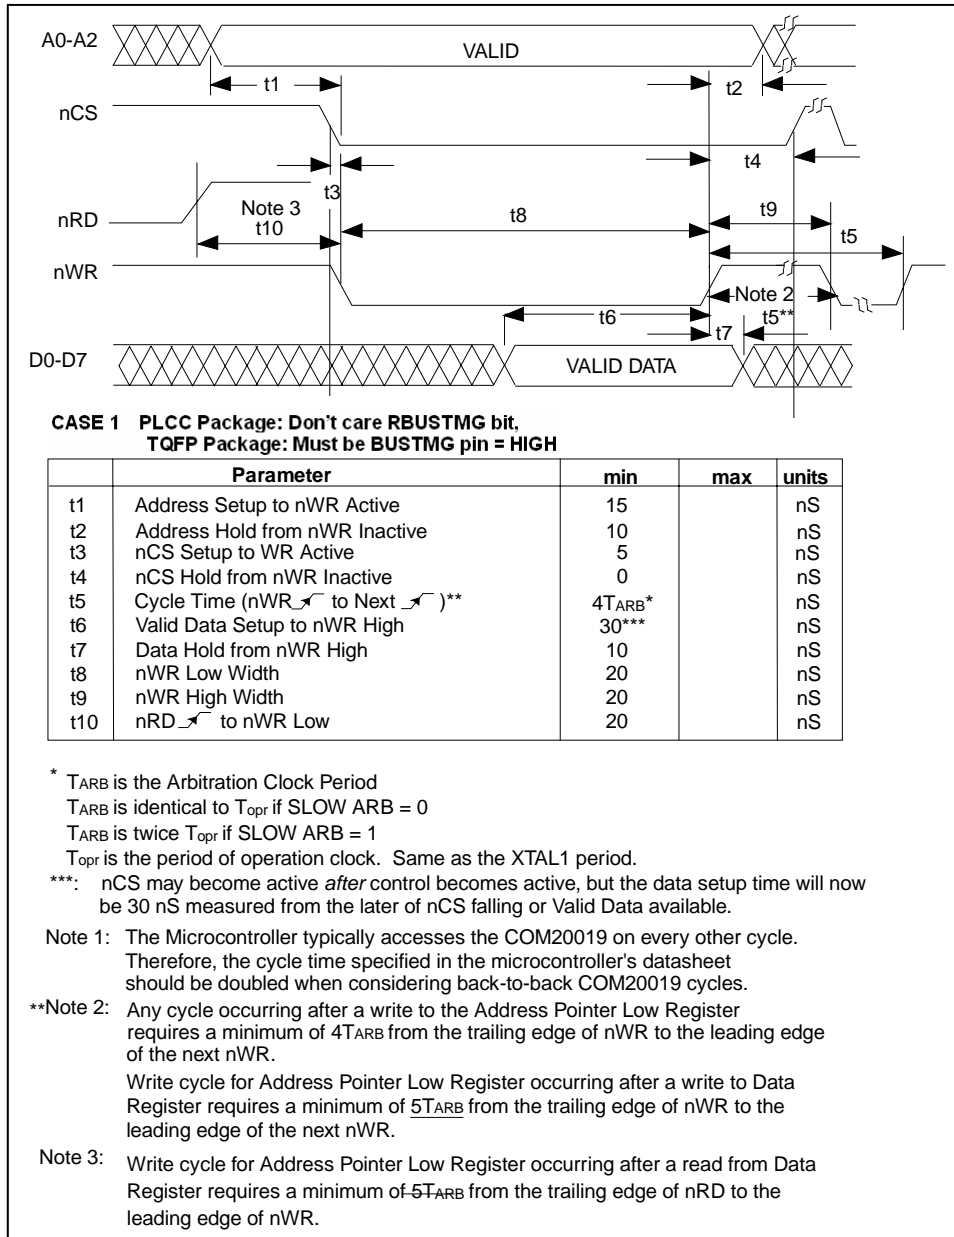 A0-A2
VALID
t1
t2
nCS
t3
t4
nRD
Note 3
t10
t8
t9
t5
nWR
Note 2
t5**
t6
t7
D0-D7
VALID DATA
CASE 1 PLCC Package: Don't care RBUSTMG bit,
TQFP Package: Must be BUSTMG pin = HIGH
Parameter min max units
t1 Address Setup to nWR Active 15 nS
t2 Address Hold from nWR Inactive 10 nS
t3 nCS Setup to WR Active 5 nS
t4 nCS Hold from nWR Inactive 0 nS
t5 Cycle Time (nWR to Next )** 4TARB* nS
t6 Valid Data Setup to nWR High 30*** nS
t7 Data Hold from nWR High 10 nS
t8 nWR Low Width 20 nS
t9 nWR High Width 20 nS
t10 nRD to nWR Low 20 nS
* TARB is the Arbitration Clock Period
TARB is identical to Topr if SLOW ARB = 0
TARB is twice Topr if SLOW ARB = 1
Topr is the period of operation clock. Same as the XTAL1 period.
***: nCS may become active after control becomes active, but the data setup time will now
be 30 nS measured from the later of nCS falling or Valid Data available.
Note 1: The Microcontroller typically accesses the COM20019 on every other cycle.
Therefore, the cycle time specified in the microcontroller's datasheet
should be doubled when considering back-to-back COM20019 cycles.
**Note 2: Any cycle occurring after a write to the Address Pointer Low Register
requires a minimum of 4TARB from the trailing edge of nWR to the leading edge
of the next nWR.
Write cycle for Address Pointer Low Register occurring after a write to Data
Register requires a minimum of 5TARB from the trailing edge of nWR to the
leading edge of the next nWR.
Note 3: Write cycle for Address Pointer Low Register occurring after a read from Data
Register requires a minimum of 5TARB from the trailing edge of nRD to the
leading edge of nWR.